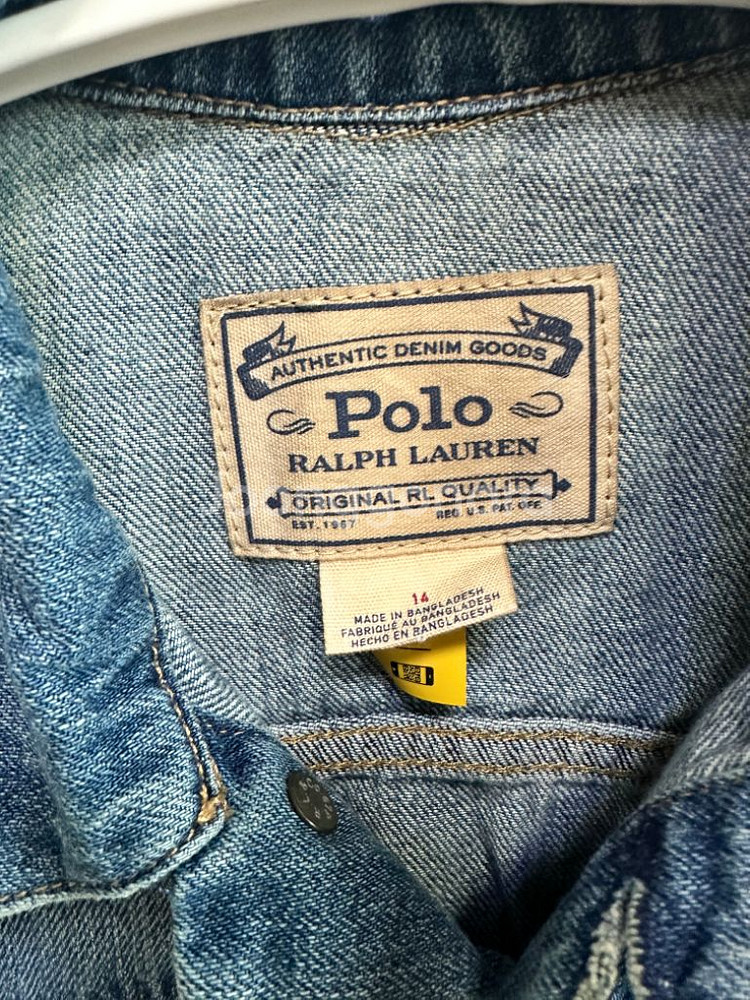 AUTHENTIC DENIM GOODS
Polo
RALPH LAUREN
ORIGINAL RL QUALITY
EST. 1967 REG. U.S. PAT. OFF.
14
MADE IN BANGLADESH
FABRIQUÉ AU BANGLADESH
HECHO EN BANGLADESH